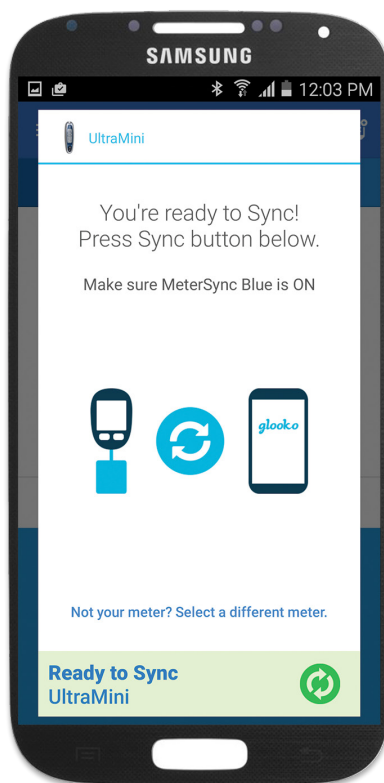 SAMSUNG
12:03 PM
UltraMini
You're ready to Sync!
Press Sync button below.
Make sure MeterSync Blue is ON
glooko
Not your meter? Select a different meter.
Ready to Sync
UltraMini